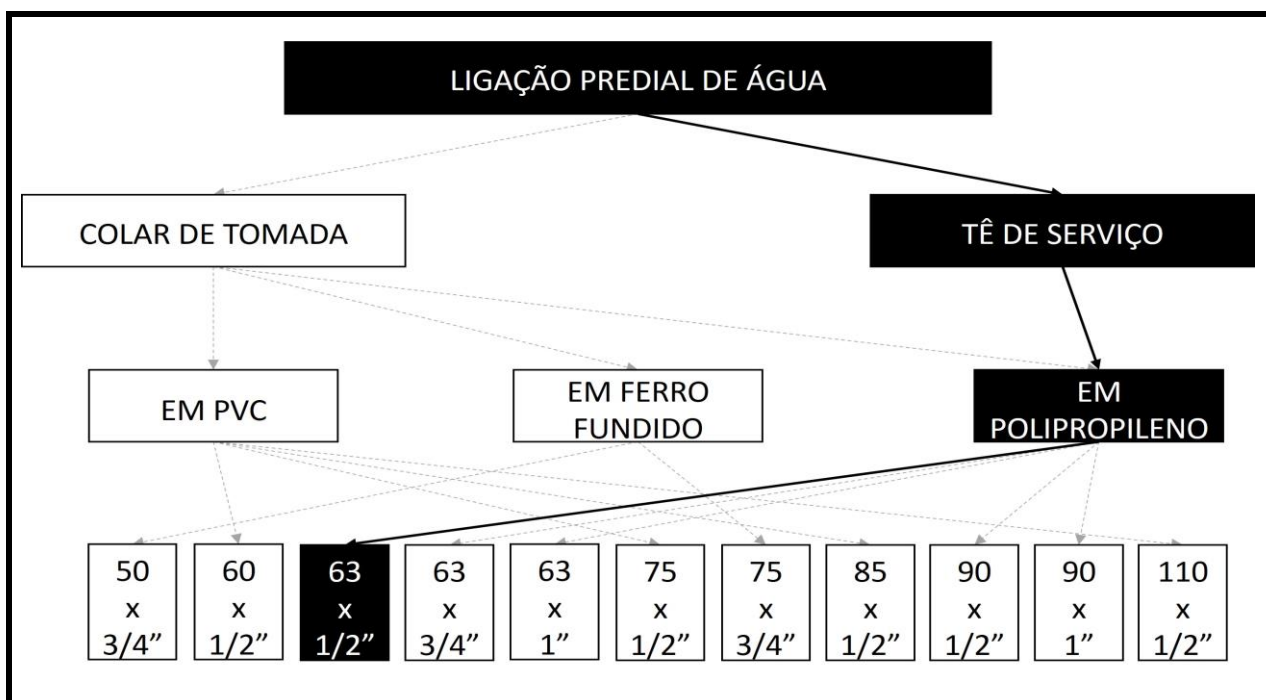 LIGAÇÃO PREDIAL DE ÁGUA
COLAR DE TOMADA
TÊ DE SERVIÇO
EM PVC
EM FERRO
FUNDIDO
EM
POLIPROPILENO
50
x
3/4”
60
x
1/2”
63
x
1/2”
63
x
3/4”
63
x
1”
75
x
1/2”
75
x
3/4”
85
x
1/2”
90
x
1/2”
90
x
1”
110
x
1/2”